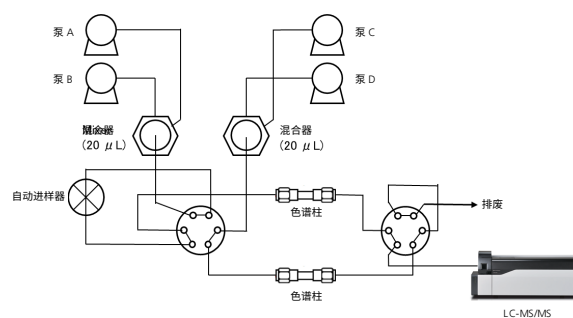 泵 A
泵 C
泵 B
泵 D
混合器
(20 μL)
混合器
(20 μL)
自动进样器
色谱柱
排废
色谱柱
LC-MS/MS